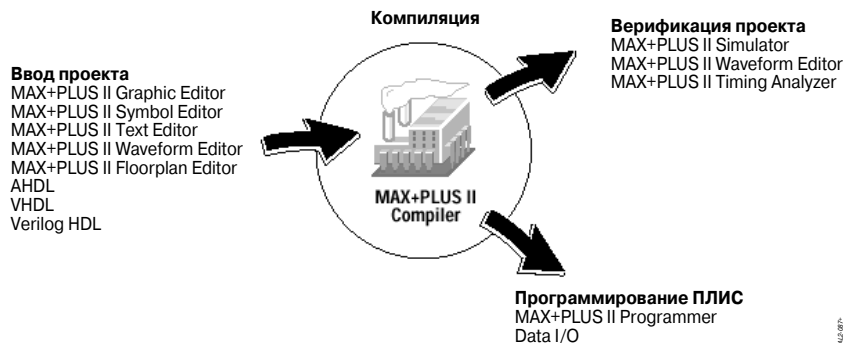 Компиляция
Ввод проекта
MAX+PLUS II Graphic Editor
MAX+PLUS II Symbol Editor
MAX+PLUS II Text Editor
MAX+PLUS II Waveform Editor
MAX+PLUS II Floorplan Editor
AHDL
VHDL
Verilog HDL
MAX+PLUS II
Compiler
Верификация проекта
MAX+PLUS II Simulator
MAX+PLUS II Waveform Editor
MAX+PLUS II Timing Analyzer
Программирование ПЛИС
MAX+PLUS II Programmer
Data I/O